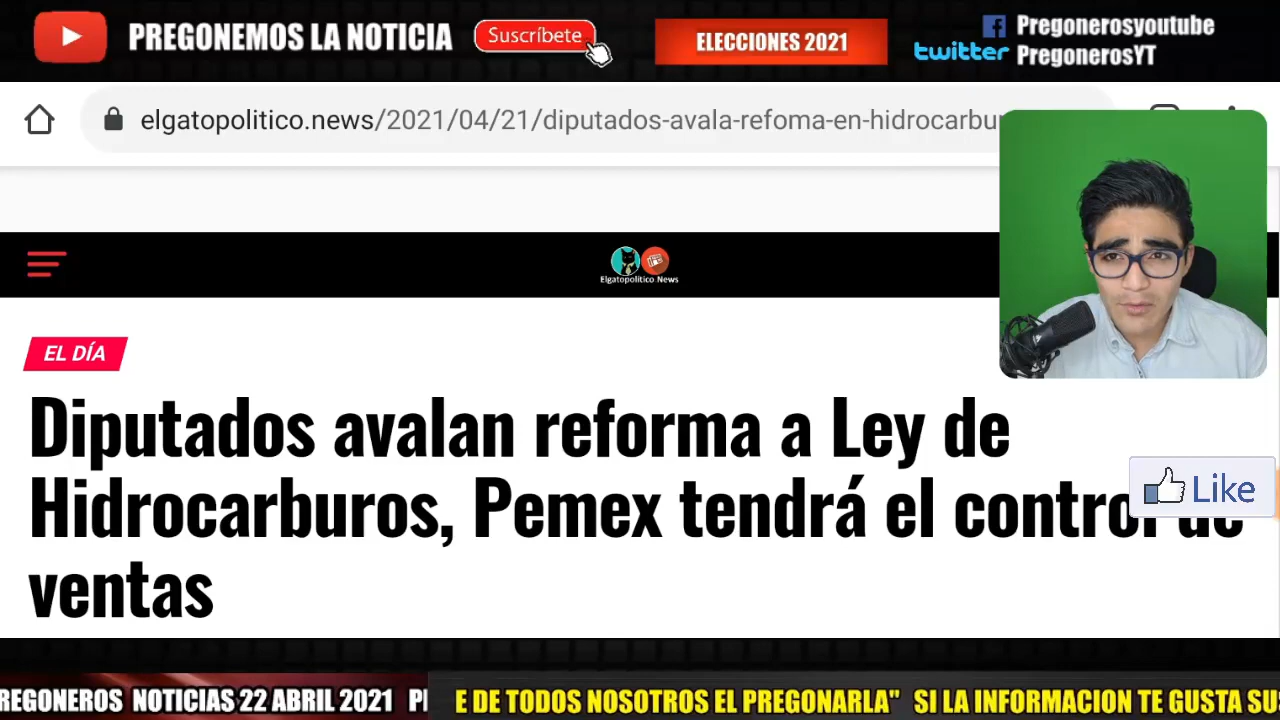 PREGONEMOS LA NOTICIA
Suscríbete
ELECCIONES 2021
Pregonerosyoutube
twitter PregonerosYT
elgatopolitico.news/2021/04/21/diputados-avala-refoma-en-hidrocarbu
Elgatopolitico.News
EL DÍA
Diputados avalan reforma a Ley de
Hidrocarburos, Pemex tendrá el control de
ventas
Like
REGONEROS NOTICIAS 22 ABRIL 2021 P
E DE TODOS NOSOTROS EL PREGONARLA" SI LA INFORMACION TE GUSTA SU